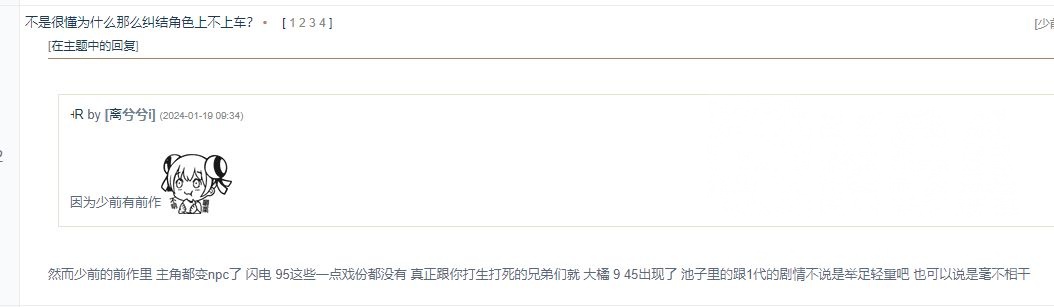 不是很懂为什么那么纠结角色上不上车? • [ 1 2 3 4 ]
[少前
[在主题中的回复]
+R by [离兮兮i] (2024-01-19 09:34)
2
因为少前有前作
然而少前的前作里 主角都变npc了 闪电 95这些一点戏份都没有 真正跟你打生打死的兄弟们就 大橘 9 45出现了 池子里的跟1代的剧情不说是举足轻重吧 也可以说是毫不相干